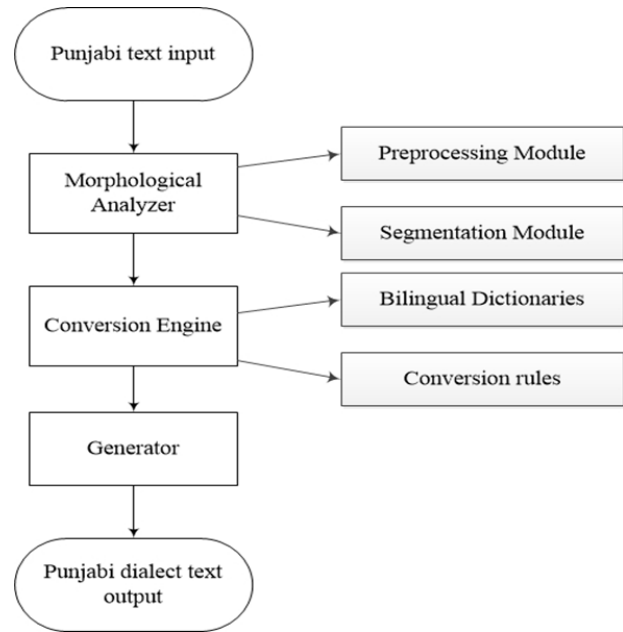 Punjabi text input
Preprocessing Module
Morphological
Analyzer
Segmentation Module
Bilingual Dictionaries
Conversion Engine
Conversion rules
Generator
Punjabi dialect text
output